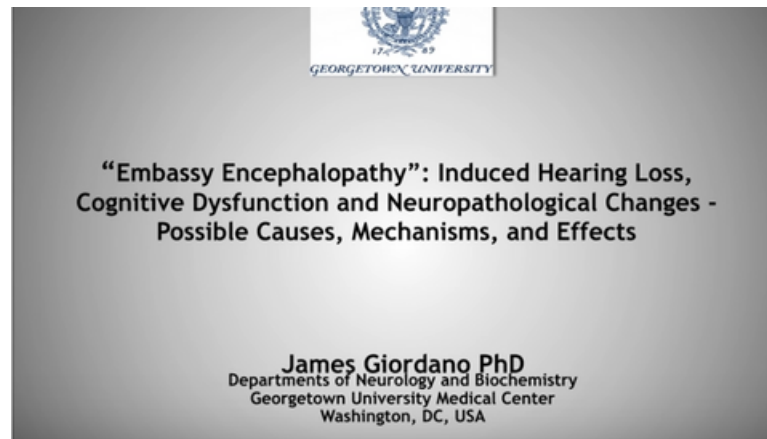 17 89
GEORGETOWN UNIVERSITY
“Embassy Encephalopathy”: Induced Hearing Loss,
Cognitive Dysfunction and Neuropathological Changes -
Possible Causes, Mechanisms, and Effects
James Giordano PhD
Departments of Neurology and Biochemistry
Georgetown University Medical Center
Washington, DC, USA